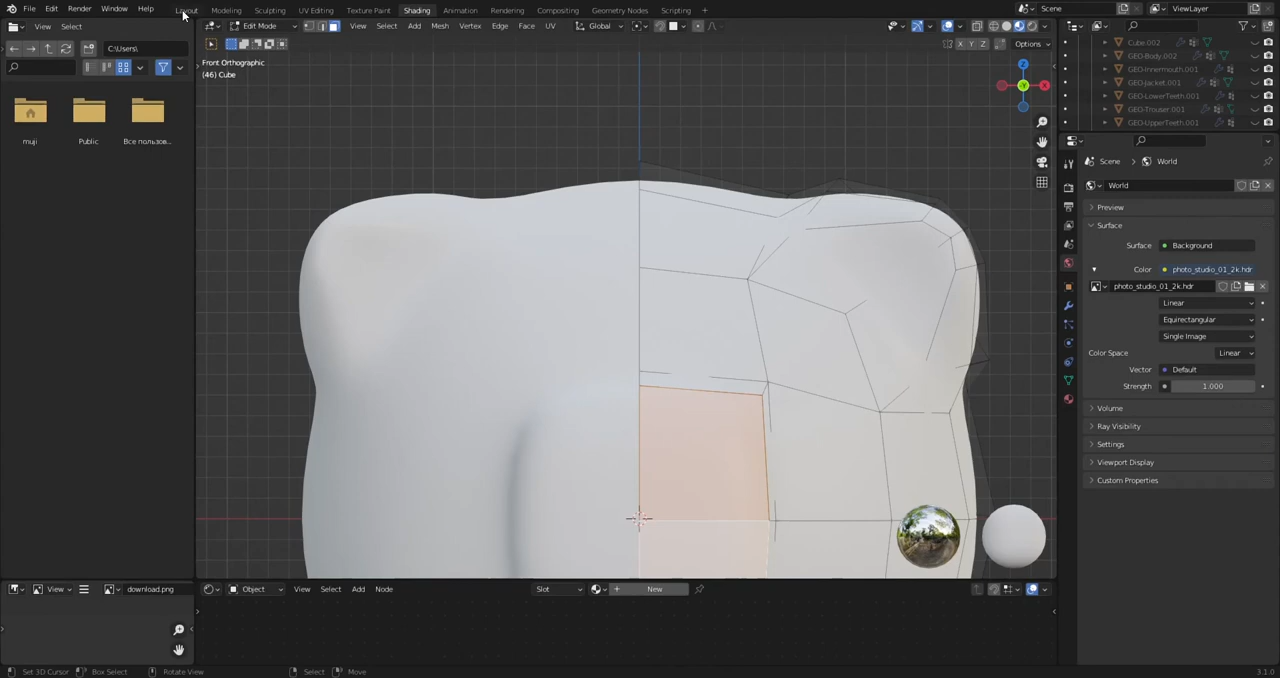 File Edit Render Window Help
Layout Modeling Sculpting UV Editing Texture Paint Shading Animation Rendering Compositing Geometry Nodes Scripting +
Scene
ViewLayer
View Select
C:\Users\
muji
Public
Все пользов...
Edit Mode
View Select Add Mesh Vertex Edge Face UV
Global
X Y Z
Options
Front Orthographic
(46) Cube
Z
Y
X
Cube.002
GEO-Body.002
GEO-Innermouth.001
GEO-Jacket.001
GEO-LowerTeeth.001
GEO-Trouser.001
GEO-UpperTeeth.001
Scene > World
World
Preview
Surface
Surface Background
Color photo_studio_01_2k.hdr
photo_studio_01_2k.hdr
Linear
Equirectangular
Single Image
Color Space Linear
Vector Default
Strength 1.000
Volume
Ray Visibility
Settings
Viewport Display
Custom Properties
View
download.png
Object
View Select Add Node
Slot
New
Set 3D Cursor
Box Select
Rotate View
Select
Move
3.1.0